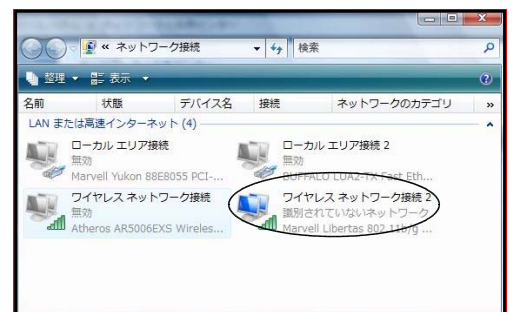 « ネットワーク接続
検索
整理 表示
名前 状態 デバイス名 接続 ネットワークのカテゴリ »
LAN または高速インターネット (4)
ローカル エリア接続
無効
Marvell Yukon 88E8055 PCI-...
ローカル エリア接続 2
無効
BUFFALO LUA2-TX Fast Eth...
ワイヤレス ネットワーク接続
無効
Atheros AR5006EXS Wireles...
ワイヤレス ネットワーク接続 2
識別されていないネットワーク
Marvell Libertas 802.11b/g ...